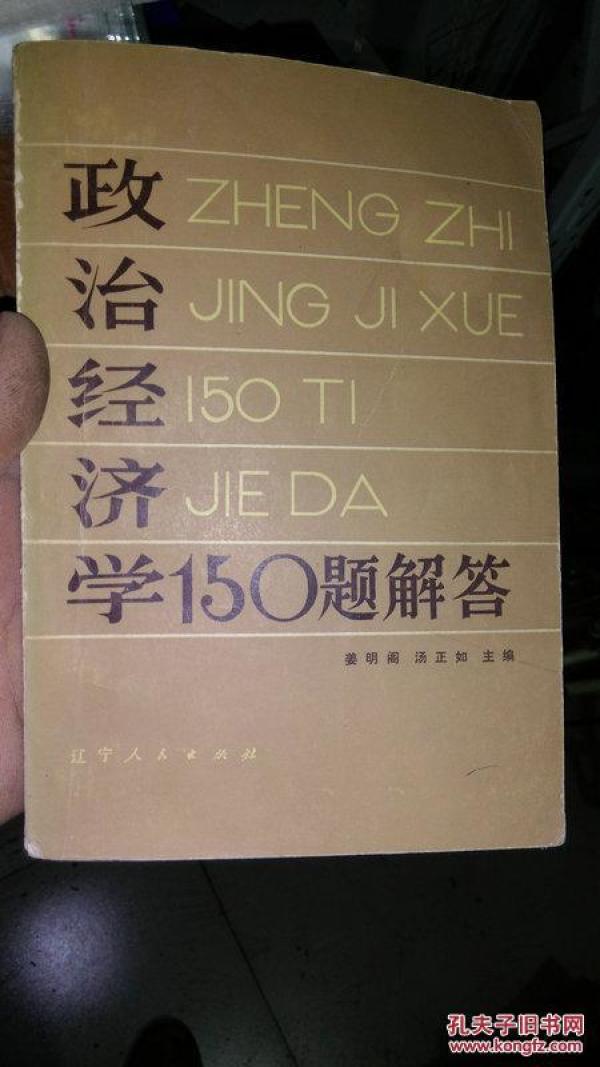 政 ZHENG ZHI
治 JING JI XUE
经 150 TI
济 JIE DA
学150题解答
姜明阁 汤正如 主编
辽宁人民出版社
孔夫子旧书网
www.kongfz.com